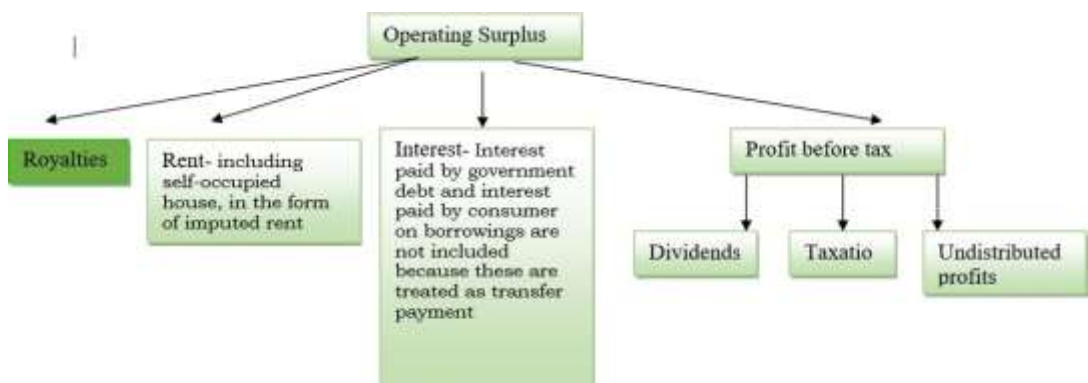 Operating Surplus
Royalties
Rent- including
self-occupied
house, in the form
of imputed rent
Interest- Interest
paid by government
debt and interest
paid by consumer
on borrowings are
not included
because these are
treated as transfer
payment
Profit before tax
Dividends
Taxatio
Undistributed
profits